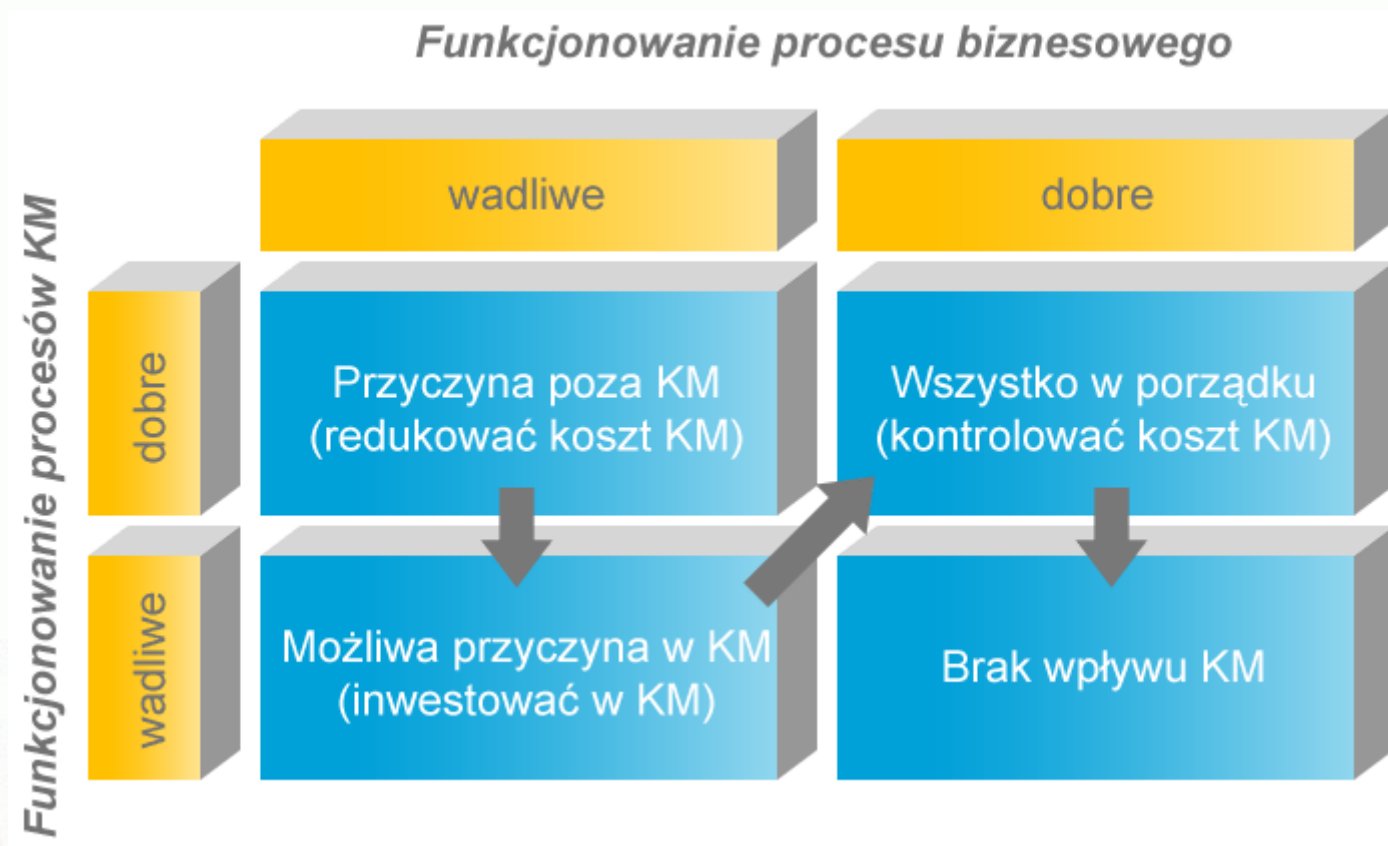 Funkcjonowanie procesu biznesowego
wadliwe
dobre
Funkcjonowanie procesów KM
dobre
Przyczyna poza KM
(redukować koszt KM)
Wszystko w porządku
(kontrolować koszt KM)
wadliwe
Możliwa przyczyna w KM
(inwestować w KM)
Brak wpływu KM